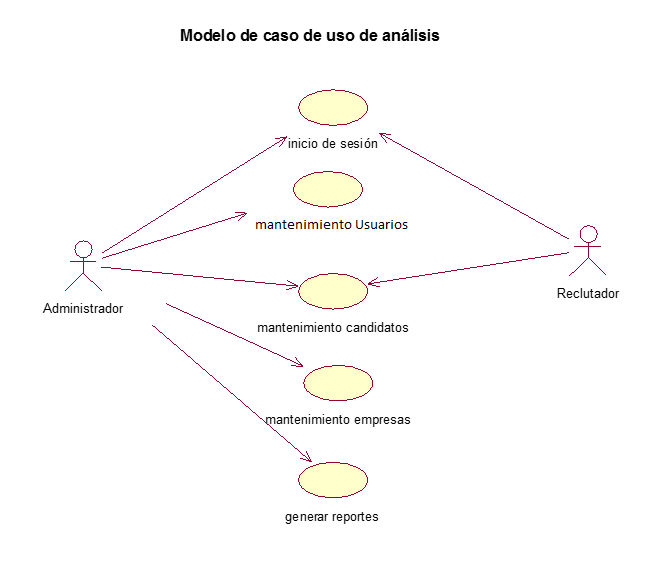 Modelo de caso de uso de análisis
inicio de sesión
mantenimiento Usuarios
Administrador
Reclutador
mantenimiento candidatos
mantenimiento empresas
generar reportes